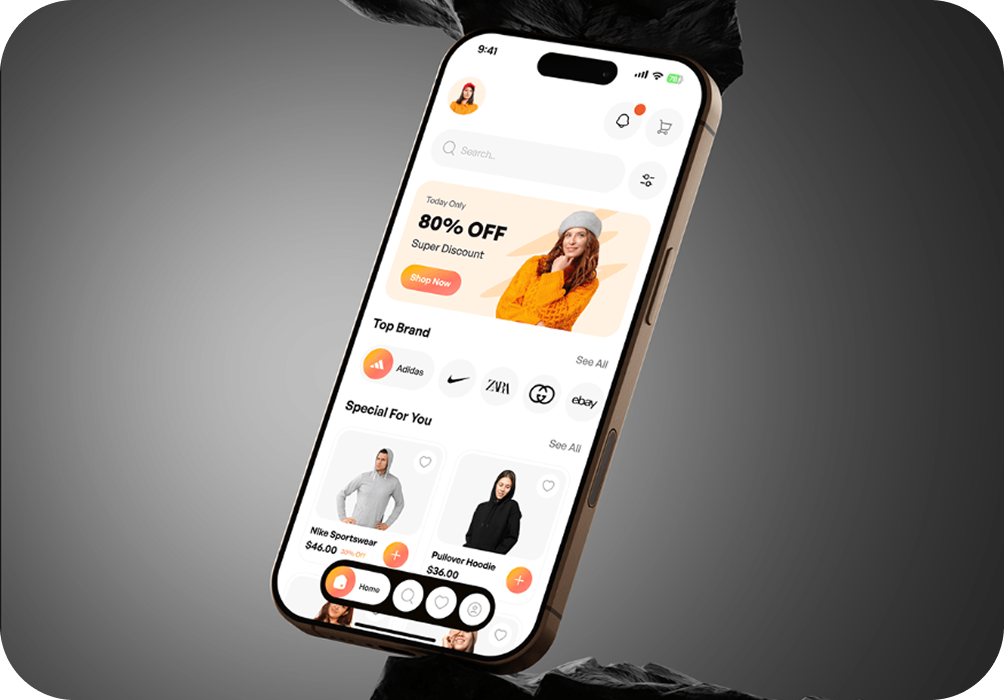 9:41
Search..
Today Only
80% OFF
Super Discount
Shop Now
Top Brand
See All
Adidas
ZARA
ebay
Special For You
See All
Nike Sportswear
$46.00 30% Off
Pullover Hoodie
$36.00
Home